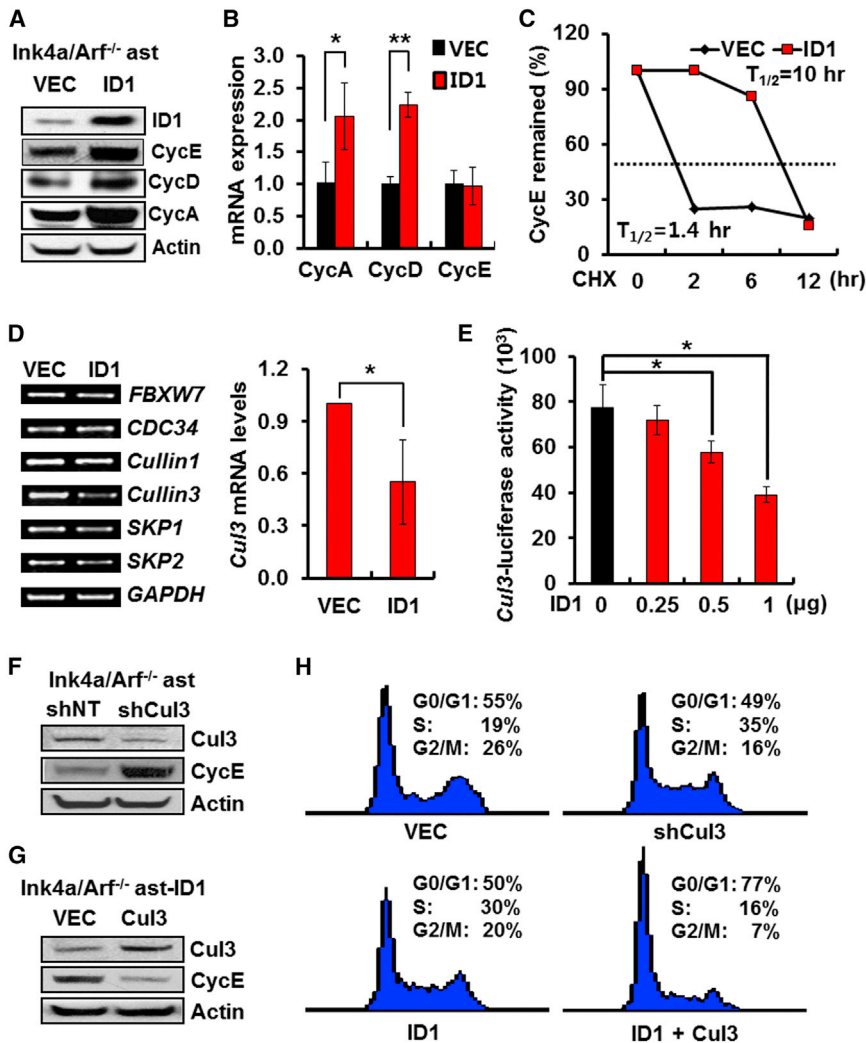 A
Ink4a/Arf-/- ast
VEC ID1
ID1
CycE
CycD
CycA
Actin
B
mRNA expression
3.0
2.5
2.0
1.5
1.0
0.5
0.0
* **
VEC
ID1
CycA CycD CycE
C
CycE remained (%)
120
90
60
30
0
VEC ID1
T1/2=10 hr
T1/2=1.4 hr
CHX 0 2 6 12 (hr)
D
VEC ID1
FBXW7
CDC34
Cullin1
Cullin3
SKP1
SKP2
GAPDH
Cul3 mRNA levels
1.2
0.9
0.6
0.3
0.0
*
VEC ID1
E
Cul3-luciferase activity (10³)
100
80
60
40
20
0
*
*
ID1 0 0.25 0.5 1 (µg)
F
Ink4a/Arf-/- ast
shNT shCul3
Cul3
CycE
Actin
G
Ink4a/Arf-/- ast-ID1
VEC Cul3
Cul3
CycE
Actin
H
G0/G1: 55%
S: 19%
G2/M: 26%
VEC
G0/G1: 49%
S: 35%
G2/M: 16%
shCul3
G0/G1: 50%
S: 30%
G2/M: 20%
ID1
G0/G1: 77%
S: 16%
G2/M: 7%
ID1 + Cul3